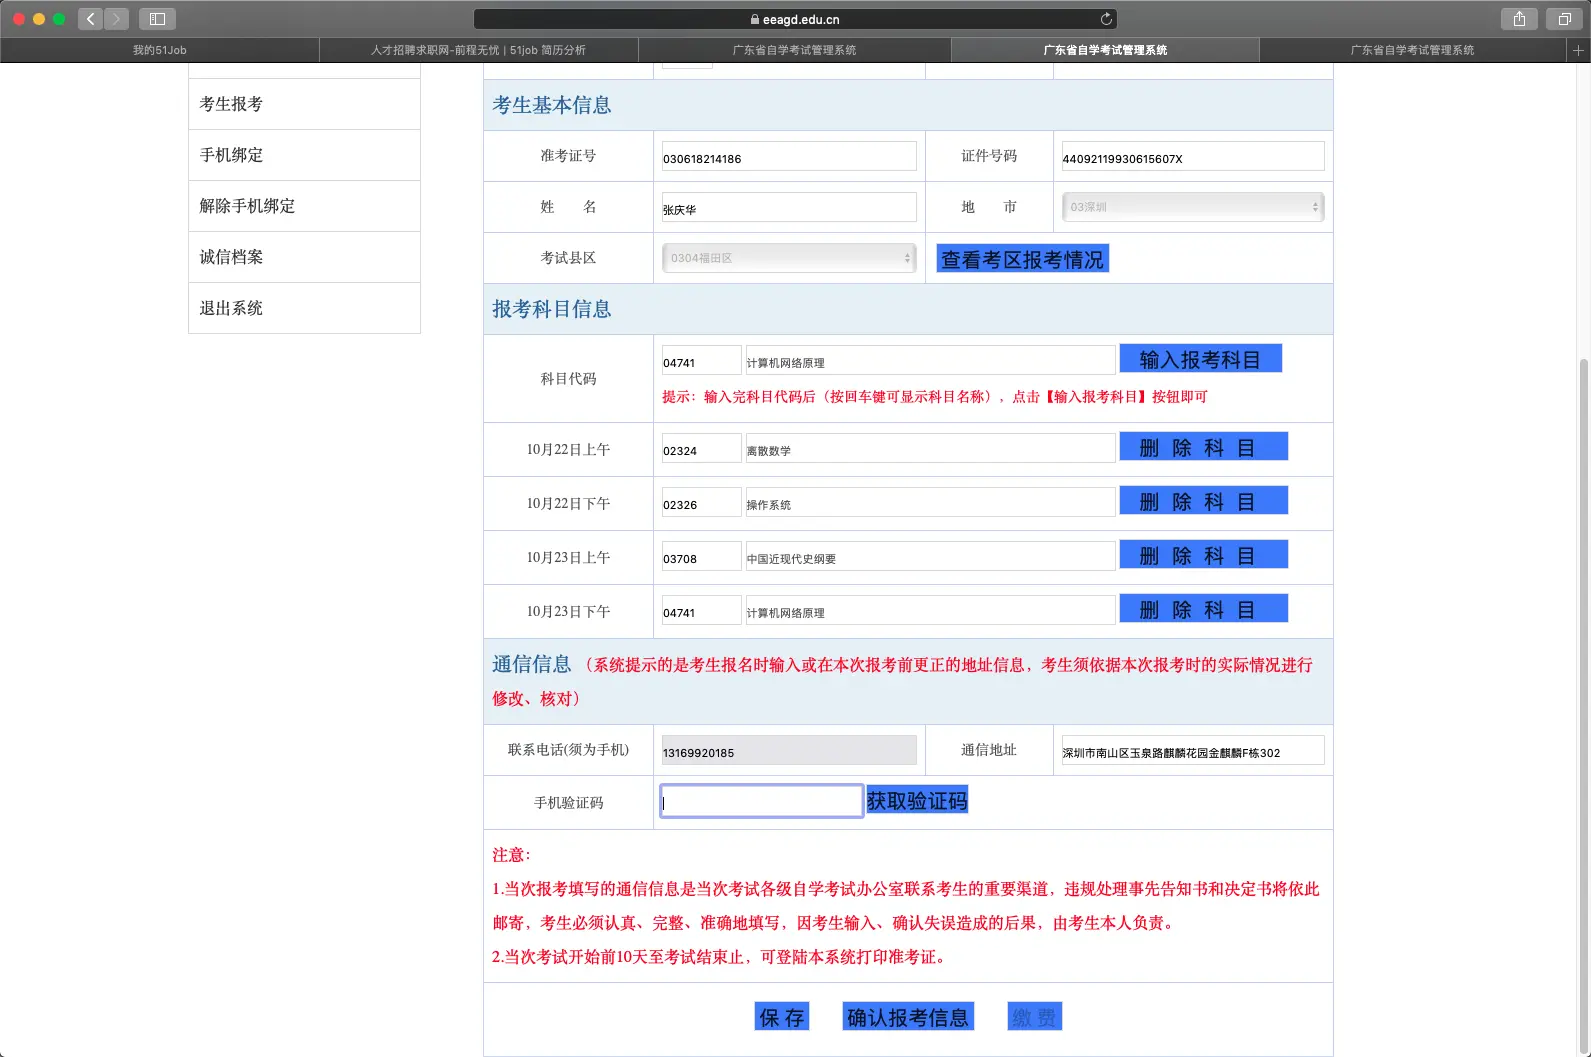 eeagd.edu.cn
我的51Job
人才招聘求职网-前程无忧 | 51job 简历分析
广东省自学考试管理系统
广东省自学考试管理系统
广东省自学考试管理系统
考生报考
手机绑定
解除手机绑定
诚信档案
退出系统
考生基本信息
准考证号 030618214186 证件号码 44092119930615607X
姓 名 张庆华 地 市 03深圳
考试县区 0304福田区 查看考区报考情况
报考科目信息
科目代码 04741 计算机网络原理 输入报考科目
提示：输入完科目代码后（按回车键可显示科目名称），点击【输入报考科目】按钮即可
10月22日上午 02324 离散数学 删 除 科 目
10月22日下午 02326 操作系统 删 除 科 目
10月23日上午 03708 中国近现代史纲要 删 除 科 目
10月23日下午 04741 计算机网络原理 删 除 科 目
通信信息 （系统提示的是考生报名时输入或在本次报考前更正的地址信息，考生须依据本次报考时的实际情况进行
修改、核对）
联系电话(须为手机) 13169920185 通信地址 深圳市南山区玉泉路麒麟花园金麒麟F栋302
手机验证码 获取验证码
注意：
1.当次报考填写的通信信息是当次考试各级自学考试办公室联系考生的重要渠道，违规处理事先告知书和决定书将依此
邮寄，考生必须认真、完整、准确地填写，因考生输入、确认失误造成的后果，由考生本人负责。
2.当次考试开始前10天至考试结束止，可登陆本系统打印准考证。
保 存 确认报考信息 缴 费